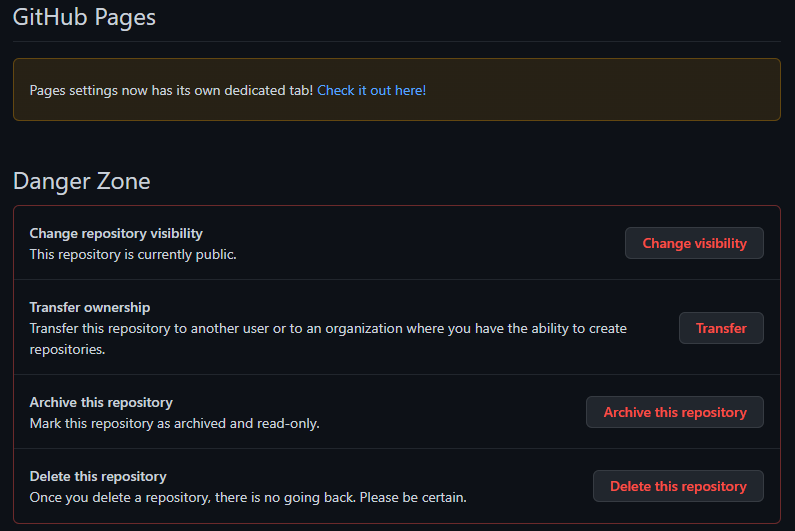 GitHub Pages
Pages settings now has its own dedicated tab! Check it out here!
Danger Zone
Change repository visibility
This repository is currently public.
Change visibility
Transfer ownership
Transfer this repository to another user or to an organization where you have the ability to create
repositories.
Transfer
Archive this repository
Mark this repository as archived and read-only.
Archive this repository
Delete this repository
Once you delete a repository, there is no going back. Please be certain.
Delete this repository